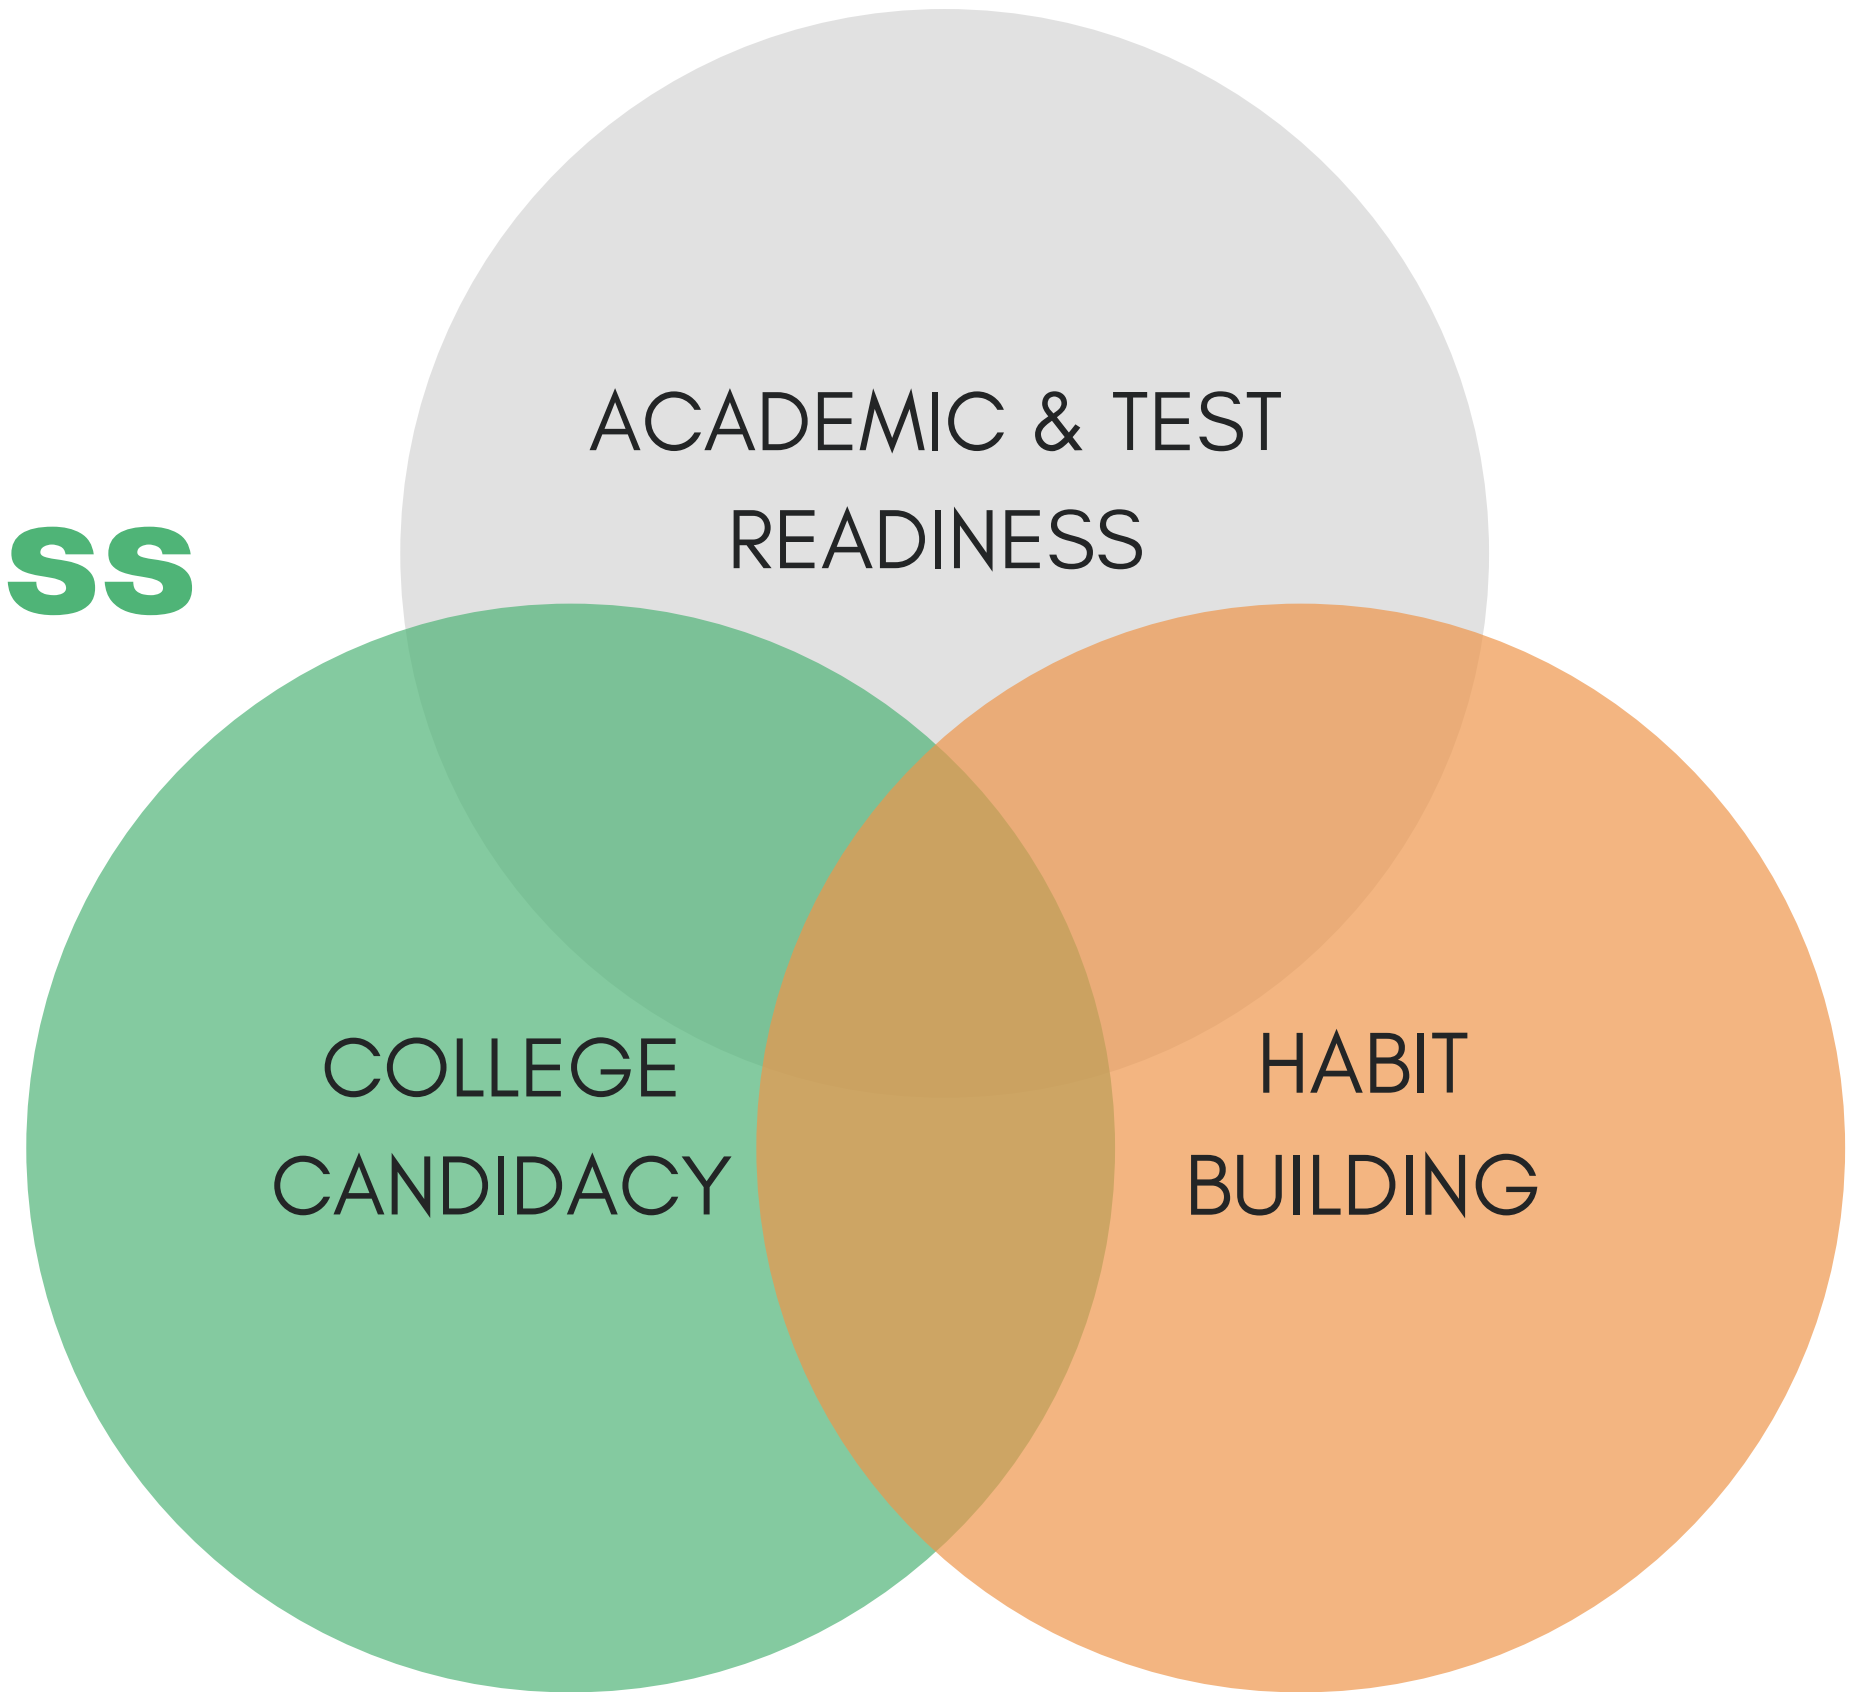 ACADEMIC & TEST
READINESS
ss
COLLEGE
CANDIDACY
HABIT
BUILDING